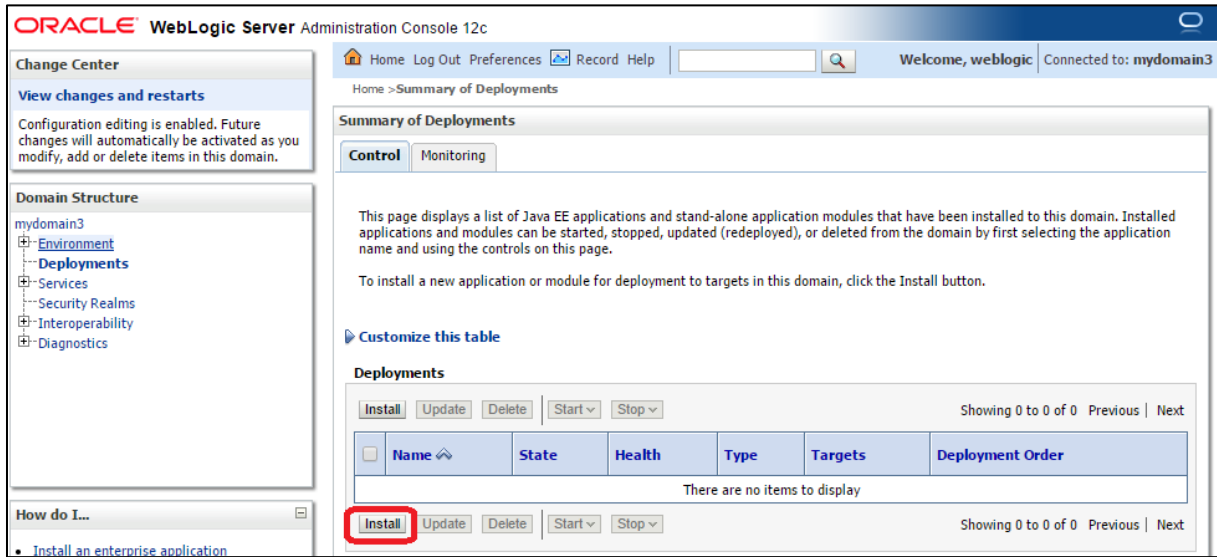 ORACLE WebLogic Server Administration Console 12c
Change Center
View changes and restarts
Configuration editing is enabled. Future
changes will automatically be activated as you
modify, add or delete items in this domain.
Domain Structure
mydomain3
Environment
Deployments
Services
Security Realms
Interoperability
Diagnostics
How do I...
Install an enterprise application
Home Log Out Preferences Record Help
Welcome, weblogic Connected to: mydomain3
Home >Summary of Deployments
Summary of Deployments
Control Monitoring
This page displays a list of Java EE applications and stand-alone application modules that have been installed to this domain. Installed
applications and modules can be started, stopped, updated (redeployed), or deleted from the domain by first selecting the application
name and using the controls on this page.
To install a new application or module for deployment to targets in this domain, click the Install button.
Customize this table
Deployments
Install Update Delete Start Stop Showing 0 to 0 of 0 Previous | Next
Name State Health Type Targets Deployment Order
There are no items to display
Install Update Delete Start Stop Showing 0 to 0 of 0 Previous | Next